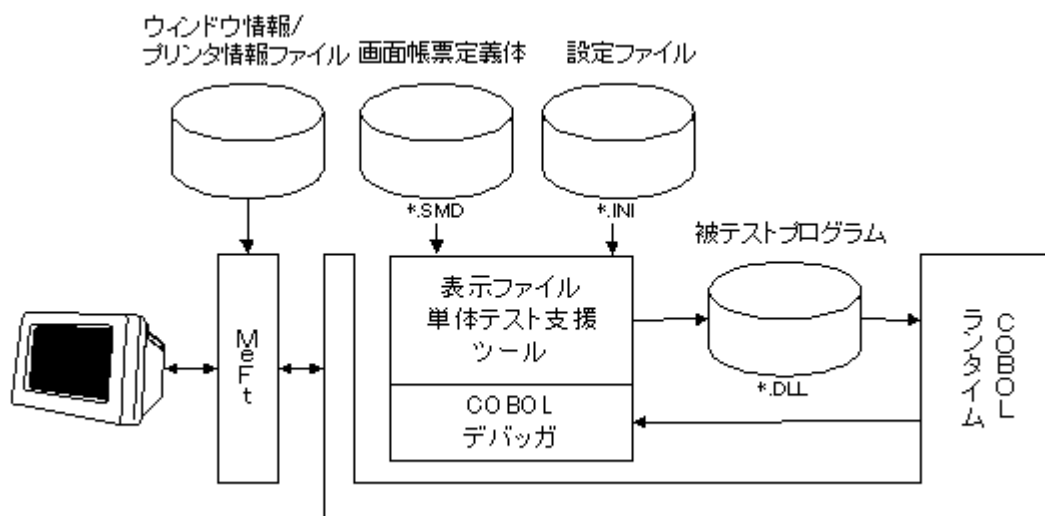 ウィンドウ情報/
プリンタ情報ファイル
画面帳票定義体
設定ファイル
*.SMD
*.INI
被テストプログラム
表示ファイル
単体テスト支援
ツール
COBOL
デバッガ
MeFt
*.DLL
COBOL
ランタイム